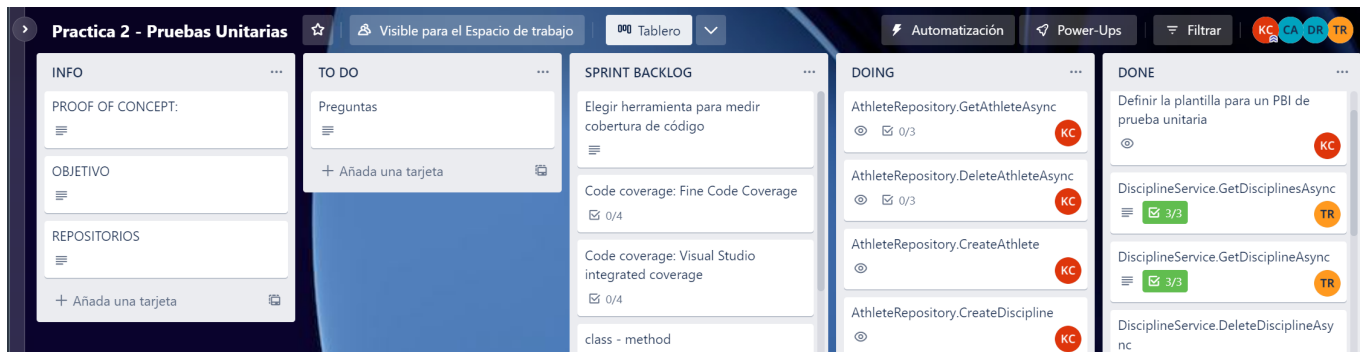 Practica 2 - Pruebas Unitarias
Visible para el Espacio de trabajo
Tablero
Automatización
Power-Ups
Filtrar
KC CA DR TR
INFO
PROOF OF CONCEPT:
OBJETIVO
REPOSITORIOS
+ Añada una tarjeta
TO DO
Preguntas
+ Añada una tarjeta
SPRINT BACKLOG
Elegir herramienta para medir
cobertura de código
Code coverage: Fine Code Coverage
0/4
Code coverage: Visual Studio
integrated coverage
0/4
class - method
DOING
AthleteRepository.GetAthleteAsync
0/3
KC
AthleteRepository.DeleteAthleteAsync
0/3
KC
AthleteRepository.CreateAthlete
KC
AthleteRepository.CreateDiscipline
KC
DONE
Definir la plantilla para un PBI de
prueba unitaria
KC
DisciplineService.GetDisciplinesAsync
3/3
TR
DisciplineService.GetDisciplineAsync
3/3
TR
DisciplineService.DeleteDisciplineAsy
nc